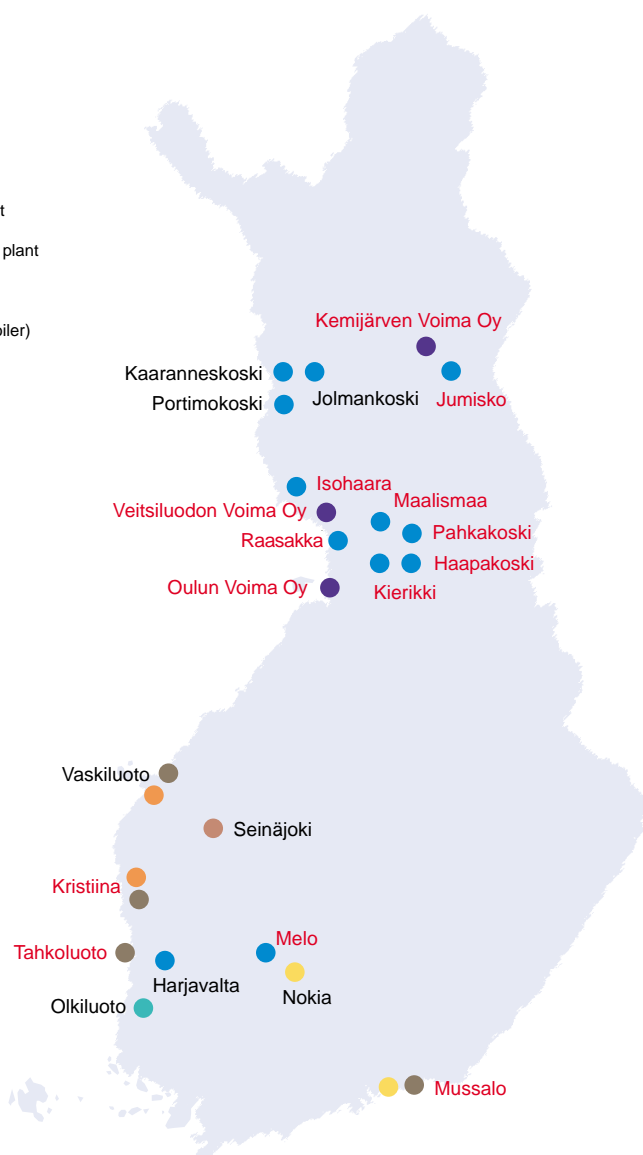 t
plant
oiler)
Kemijärven Voima Oy
Kaaranneskoski
Jolmankoski
Jumisko
Portimokoski
Isohaara
Maalismaa
Veitsiluodon Voima Oy
Pahkakoski
Raasakka
Haapakoski
Oulun Voima Oy
Kierikki
Vaskiluoto
Seinäjoki
Kristiina
Melo
Tahkoluoto
Harjavalta
Nokia
Olkiluoto
Mussalo